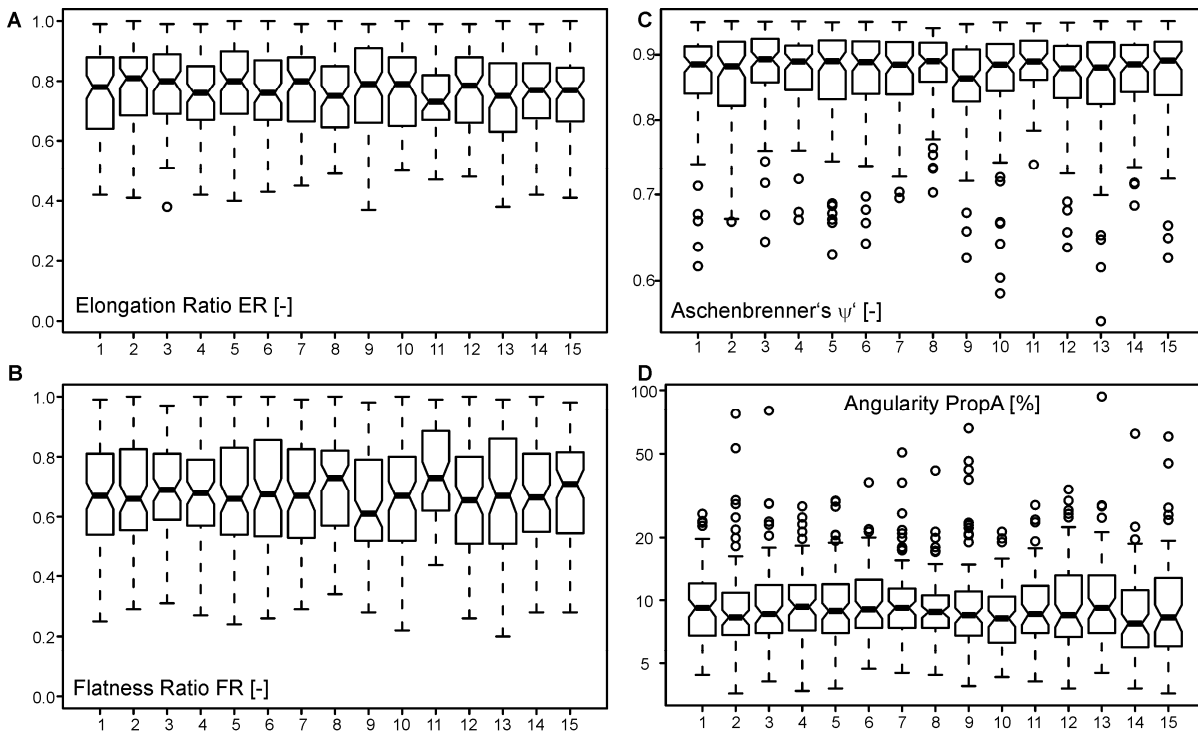 A
1.0
0.8
0.6
0.4
0.2
0.0
Elongation Ratio ER [-]
1 2 3 4 5 6 7 8 9 10 11 12 13 14 15
C
0.9
0.8
0.7
0.6
Aschenbrenner‘s ψ‘ [-]
1 2 3 4 5 6 7 8 9 10 11 12 13 14 15
B
1.0
0.8
0.6
0.4
0.2
0.0
Flatness Ratio FR [-]
1 2 3 4 5 6 7 8 9 10 11 12 13 14 15
D
Angularity PropA [%]
100
50
20
10
5
1 2 3 4 5 6 7 8 9 10 11 12 13 14 15